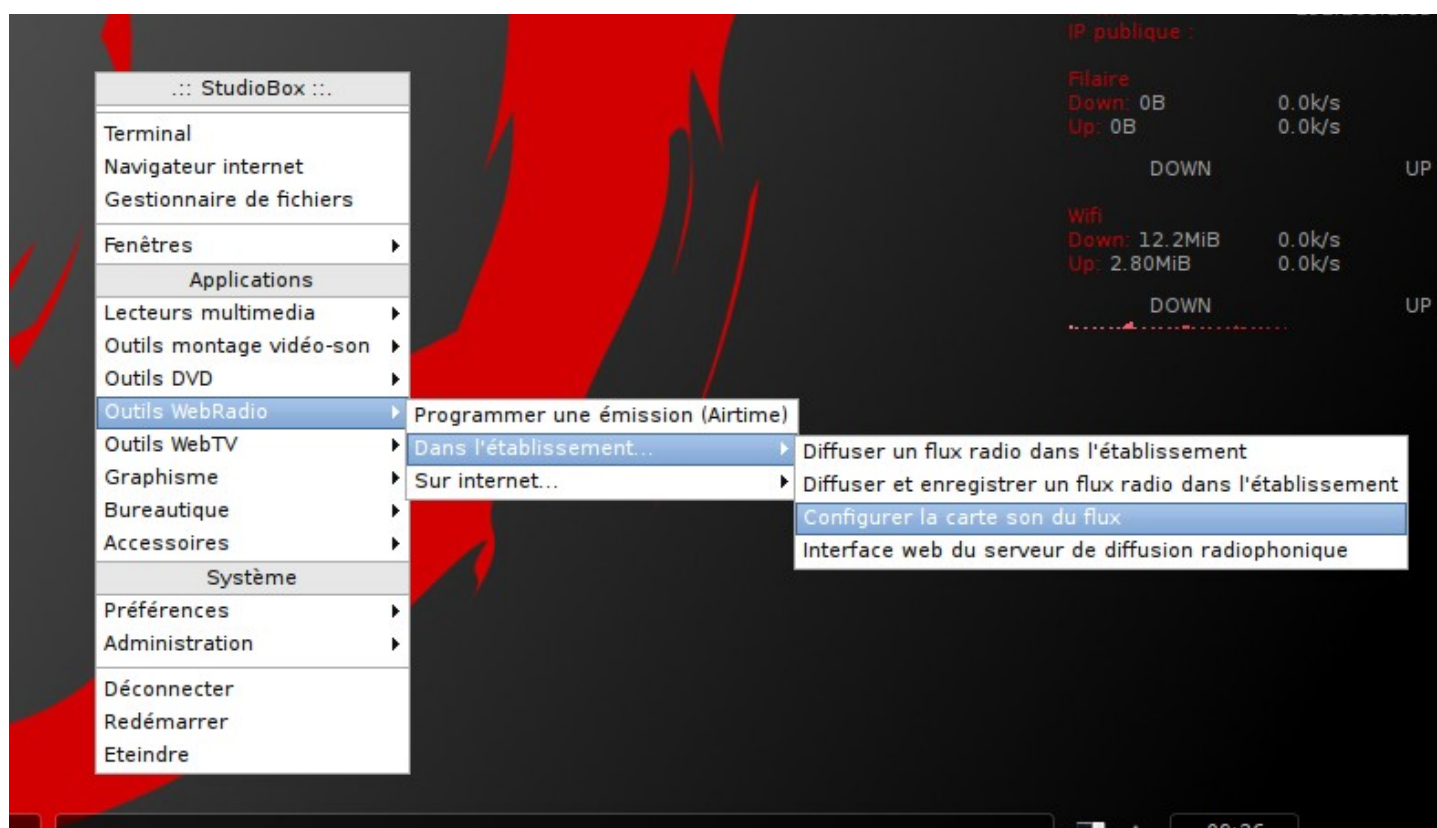 IP publique :
.:: StudioBox ::.
Terminal
Navigateur internet
Gestionnaire de fichiers
Fenêtres
Applications
Lecteurs multimedia
Outils montage vidéo-son
Outils DVD
Outils WebRadio
Outils WebTV
Graphisme
Bureautique
Accessoires
Système
Préférences
Administration
Déconnecter
Redémarrer
Eteindre
Programmer une émission (Airtime)
Dans l'établissement...
Sur internet...
Diffuser un flux radio dans l'établissement
Diffuser et enregistrer un flux radio dans l'établissement
Configurer la carte son du flux
Interface web du serveur de diffusion radiophonique
Filaire
Down: 0B 0.0k/s
Up: 0B 0.0k/s
DOWN UP
Wifi
Down: 12.2MiB 0.0k/s
Up: 2.80MiB 0.0k/s
DOWN UP